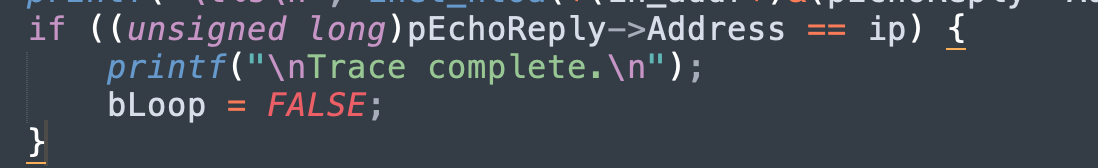 if ((unsigned long)pEchoReply->Address == ip) {
printf("\nTrace complete.\n");
bLoop = FALSE;
}